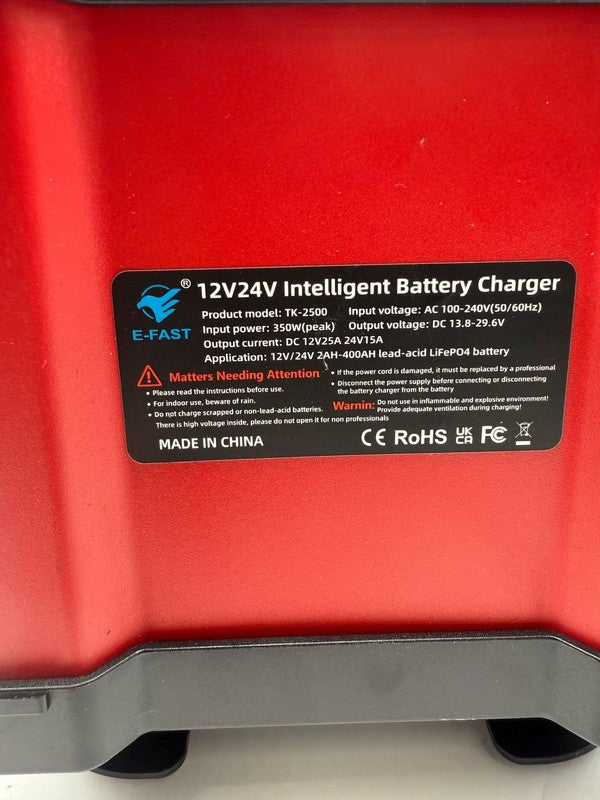 ®
E-FAST
12V24V Intelligent Battery Charger
Product model: TK-2500 Input voltage: AC 100-240V(50/60Hz)
Input power: 350W(peak) Output voltage: DC 13.8-29.6V
Output current: DC 12V25A 24V15A
Application: 12V/24V 2AH-400AH lead-acid LiFePO4 battery
Matters Needing Attention
• Please read the instructions before use.
• For indoor use, beware of rain.
• Do not charge scrapped or non-lead-acid batteries.
There is high voltage inside, please do not open it for non professionals
• If the power cord is damaged, it must be replaced by a professional
• Disconnect the power supply before connecting or disconnecting
the battery charger from the battery
Warnin: Do not use in inflammable and explosive environment!
Provide adequate ventilation during charging!
MADE IN CHINA CE RoHS UK CA FC